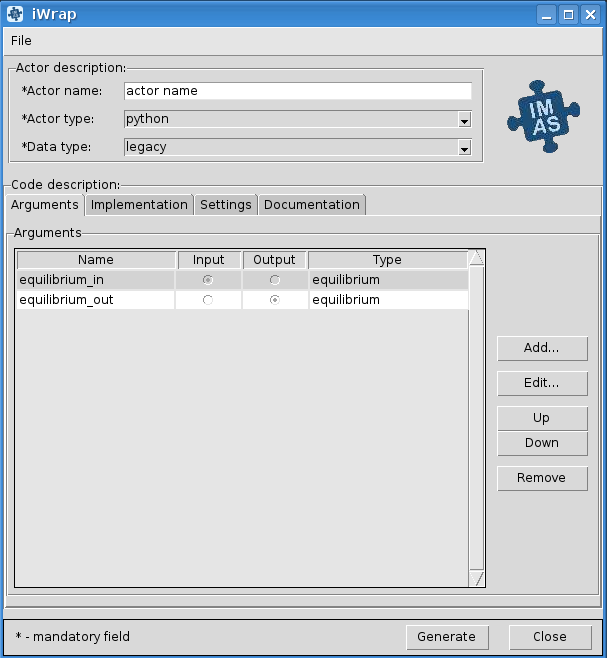 iWrap
File
Actor description:
*Actor name: actor name
*Actor type: python
*Data type: legacy
IM
AS
Code description:
Arguments Implementation Settings Documentation
Arguments
Name Input Output Type
equilibrium_in equilibrium
equilibrium_out equilibrium
Add...
Edit...
Up
Down
Remove
* - mandatory field Generate Close